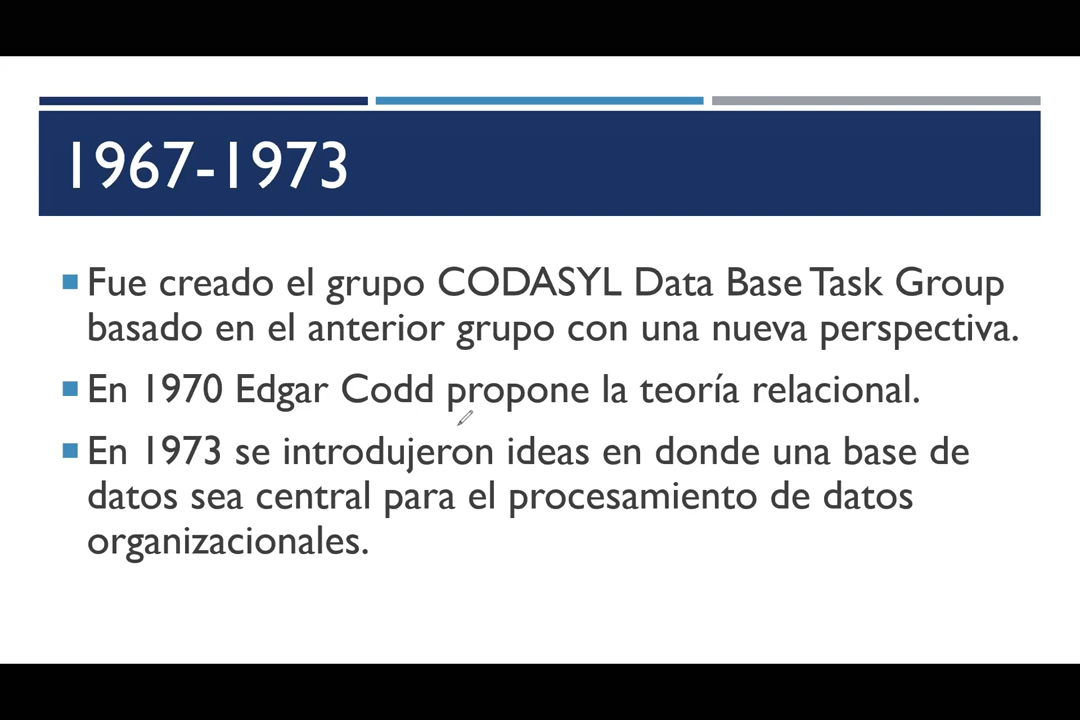 1967-1973
Fue creado el grupo CODASYL Data Base Task Group
basado en el anterior grupo con una nueva perspectiva.
En 1970 Edgar Codd propone la teoría relacional.
En 1973 se introdujeron ideas en donde una base de
datos sea central para el procesamiento de datos
organizacionales.